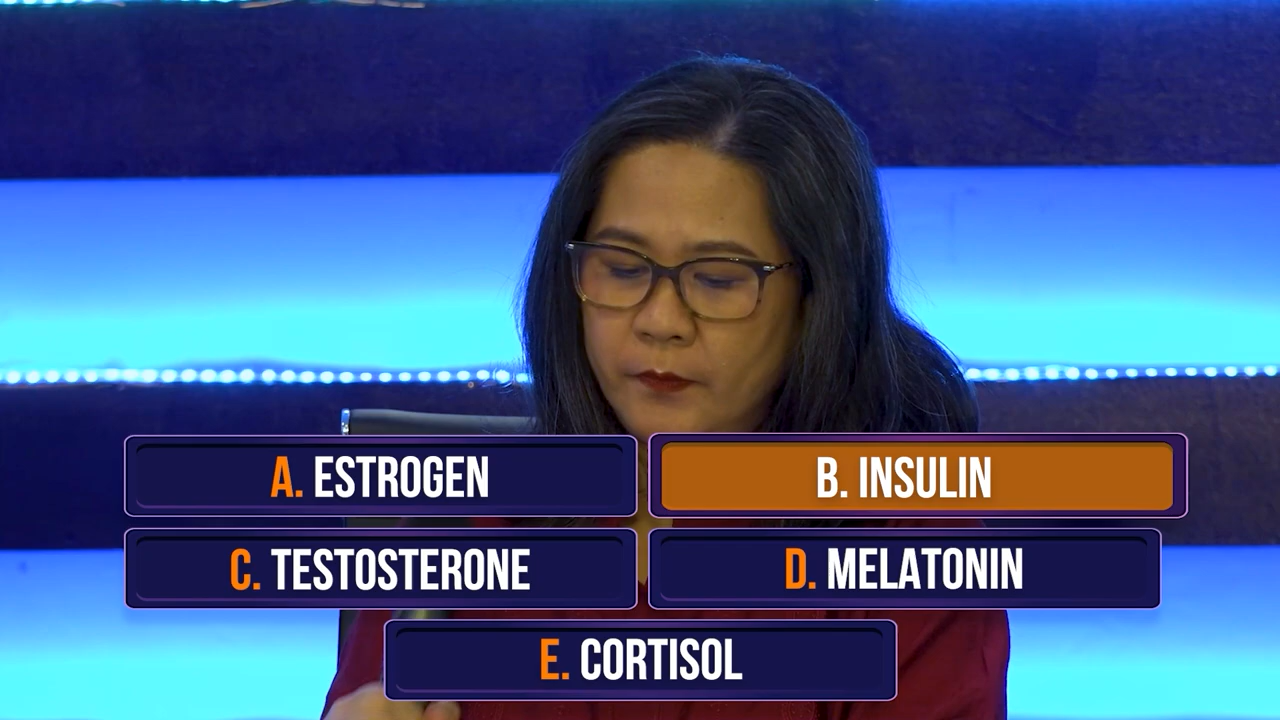 A. ESTROGEN
B. INSULIN
C. TESTOSTERONE
D. MELATONIN
E. CORTISOL